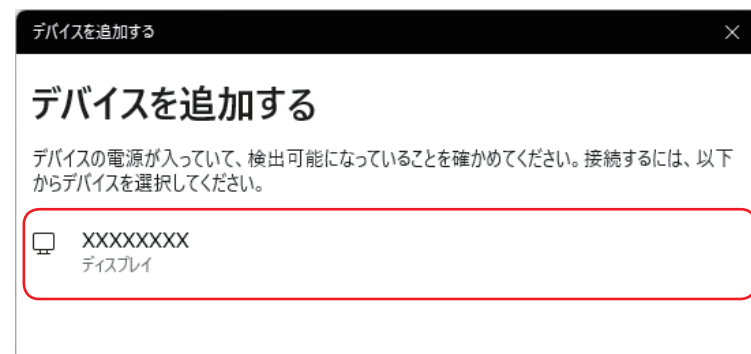 デバイスを追加する
デバイスを追加する
デバイスの電源が入っていて、検出可能になっていることを確かめてください。接続するには、以下
からデバイスを選択してください。
XXXXXXXX
ディスプレイ